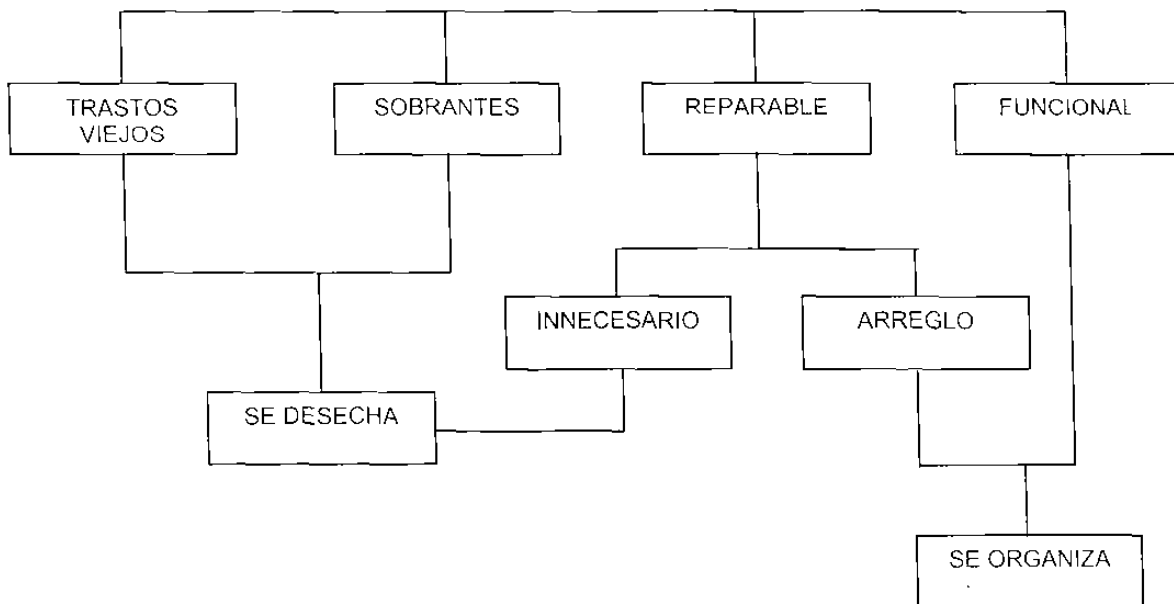 TRASTOS
VIEJOS
SOBRANTES
REPARABLE
FUNCIONAL
INNECESARIO
ARREGLO
SE DESECHA
SE ORGANIZA